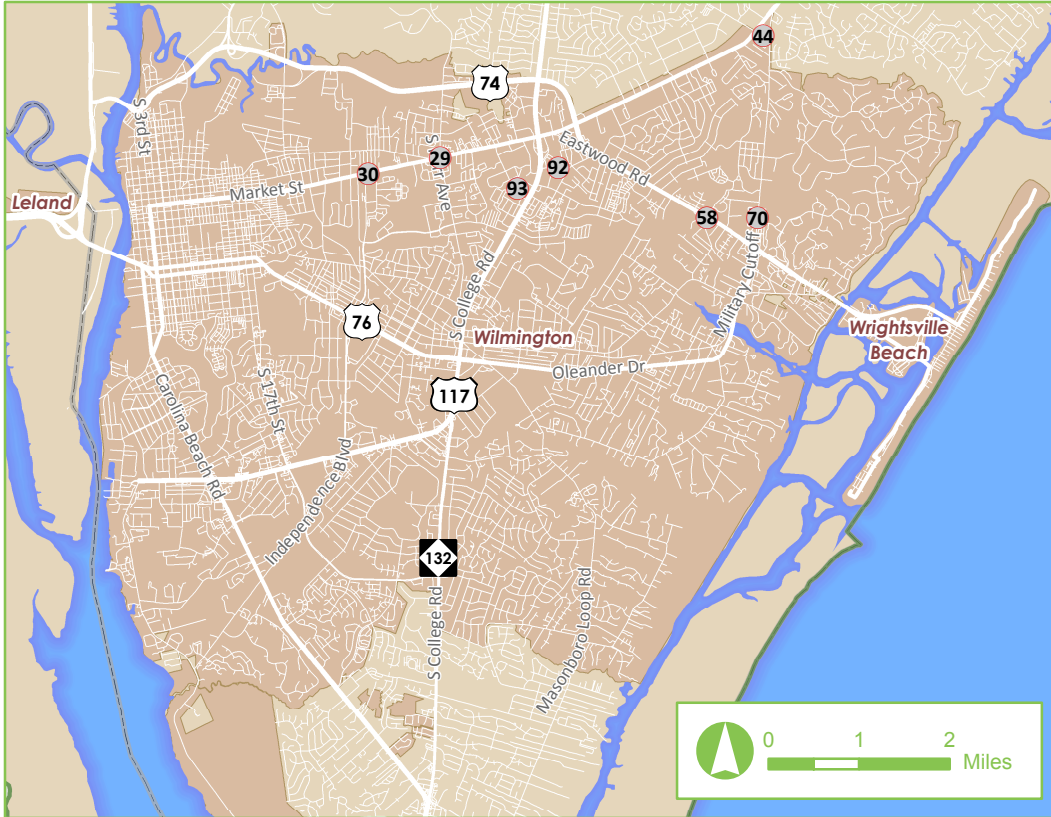 44
74
S 3rd St
Eastwood Rd
29
S
ir Ave
92
30
93
Market St
Leland
58
70
Military Cutoff
S College Rd
76
Wilmington
Wrightsville
Beach
Oleander Dr
117
Carolina Beach Rd
S 17th St
Independence Blvd
132
S College Rd
Masonboro Loop Rd
0 1 2
Miles